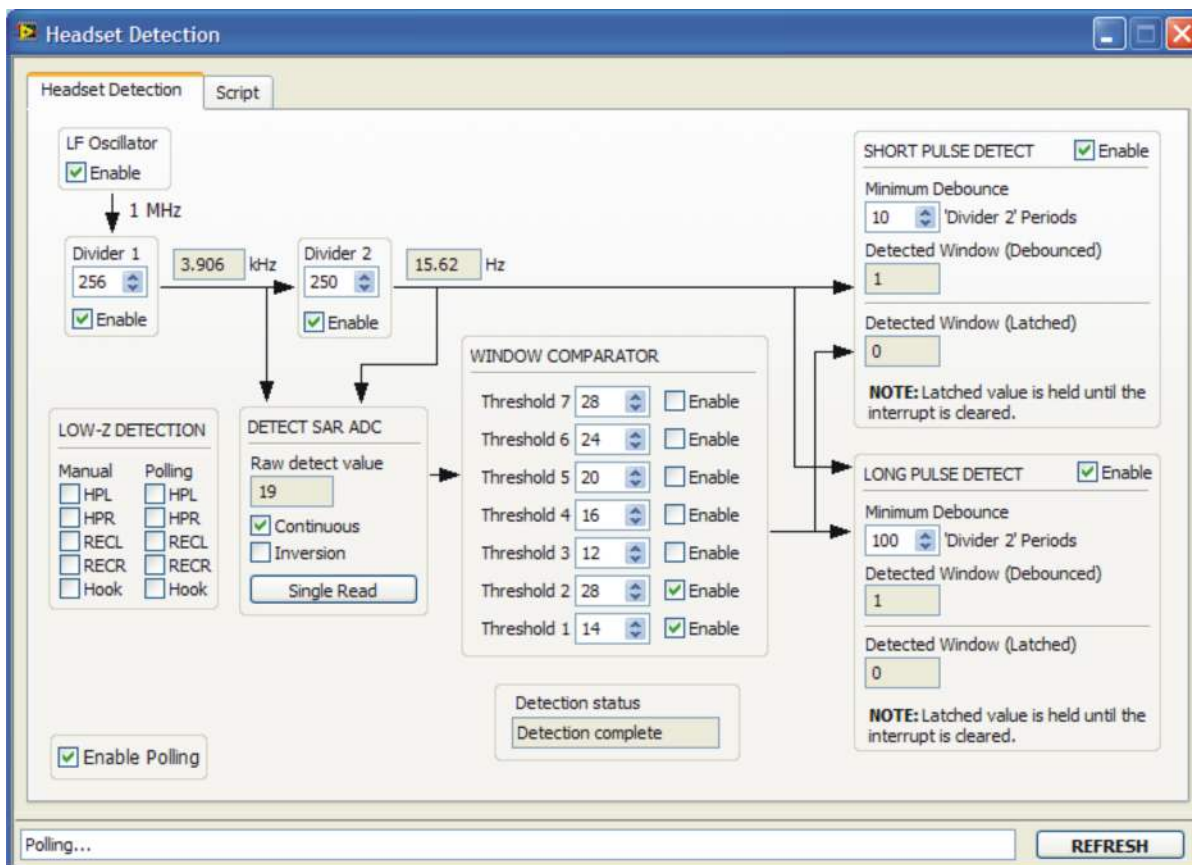 Headset Detection
Headset Detection
Script
LF Oscillator
Enable
1 MHz
Divider 1
256
Enable
3.906 kHz
Divider 2
250
Enable
15.62 Hz
LOW-Z DETECTION
Manual Polling
HPL HPL
HPR HPR
RECL RECL
RECR RECR
Hook Hook
DETECT SAR ADC
Raw detect value
19
Continuous
Inversion
Single Read
WINDOW COMPARATOR
Threshold 7 28 Enable
Threshold 6 24 Enable
Threshold 5 20 Enable
Threshold 4 16 Enable
Threshold 3 12 Enable
Threshold 2 28 Enable
Threshold 1 14 Enable
Detection status
Detection complete
SHORT PULSE DETECT Enable
Minimum Debounce
10 'Divider 2' Periods
Detected Window (Debounced)
1
Detected Window (Latched)
0
NOTE: Latched value is held until the
interrupt is cleared.
LONG PULSE DETECT Enable
Minimum Debounce
100 'Divider 2' Periods
Detected Window (Debounced)
1
Detected Window (Latched)
0
NOTE: Latched value is held until the
interrupt is cleared.
Enable Polling
Polling...
REFRESH